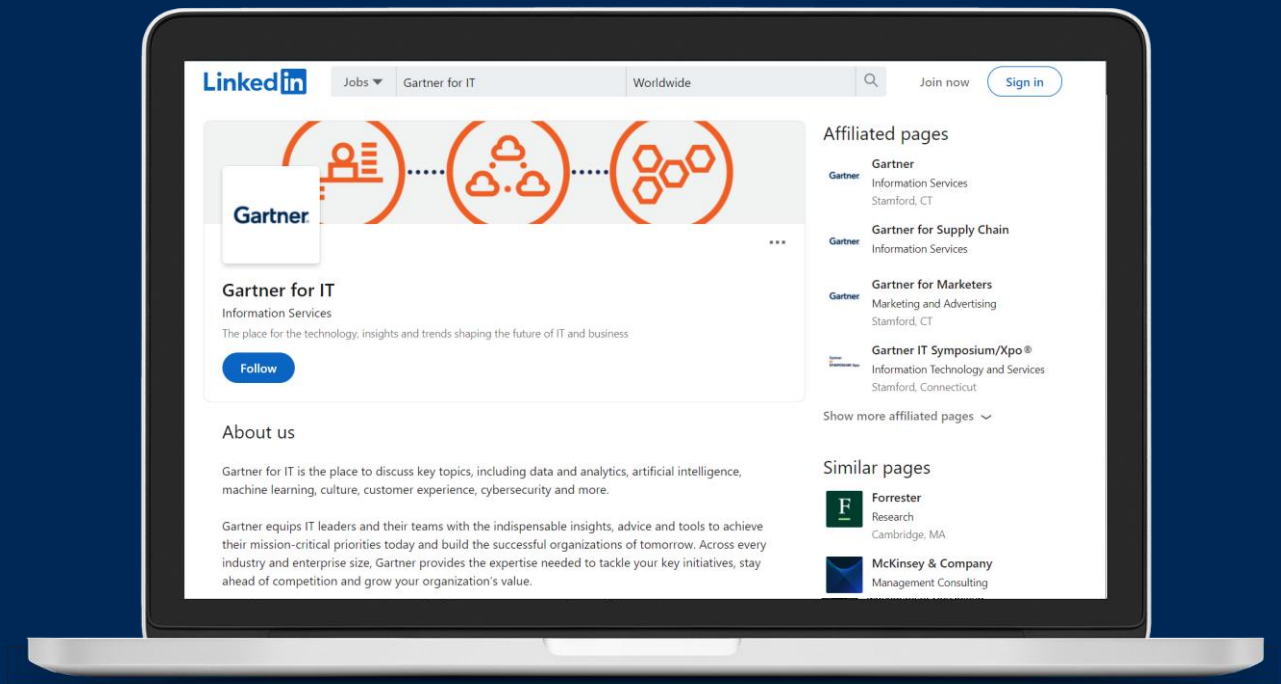 LinkedIn
Jobs
Gartner for IT
Worldwide
Join now
Sign in
Gartner
Gartner for IT
Information Services
The place for the technology, insights and trends shaping the future of IT and business
Follow
About us
Gartner for IT is the place to discuss key topics, including data and analytics, artificial intelligence,
machine learning, culture, customer experience, cybersecurity and more.
Gartner equips IT leaders and their teams with the indispensable insights, advice and tools to achieve
their mission-critical priorities today and build the successful organizations of tomorrow. Across every
industry and enterprise size, Gartner provides the expertise needed to tackle your key initiatives, stay
ahead of competition and grow your organization's value.
Affiliated pages
Gartner
Gartner
Information Services
Stamford, CT
Gartner
Gartner for Supply Chain
Information Services
Gartner
Gartner for Marketers
Marketing and Advertising
Stamford, CT
Gartner IT Symposium/Xpo®
Information Technology and Services
Stamford, Connecticut
Show more affiliated pages
Similar pages
F
Forrester
Research
Cambridge, MA
McKinsey & Company
Management Consulting